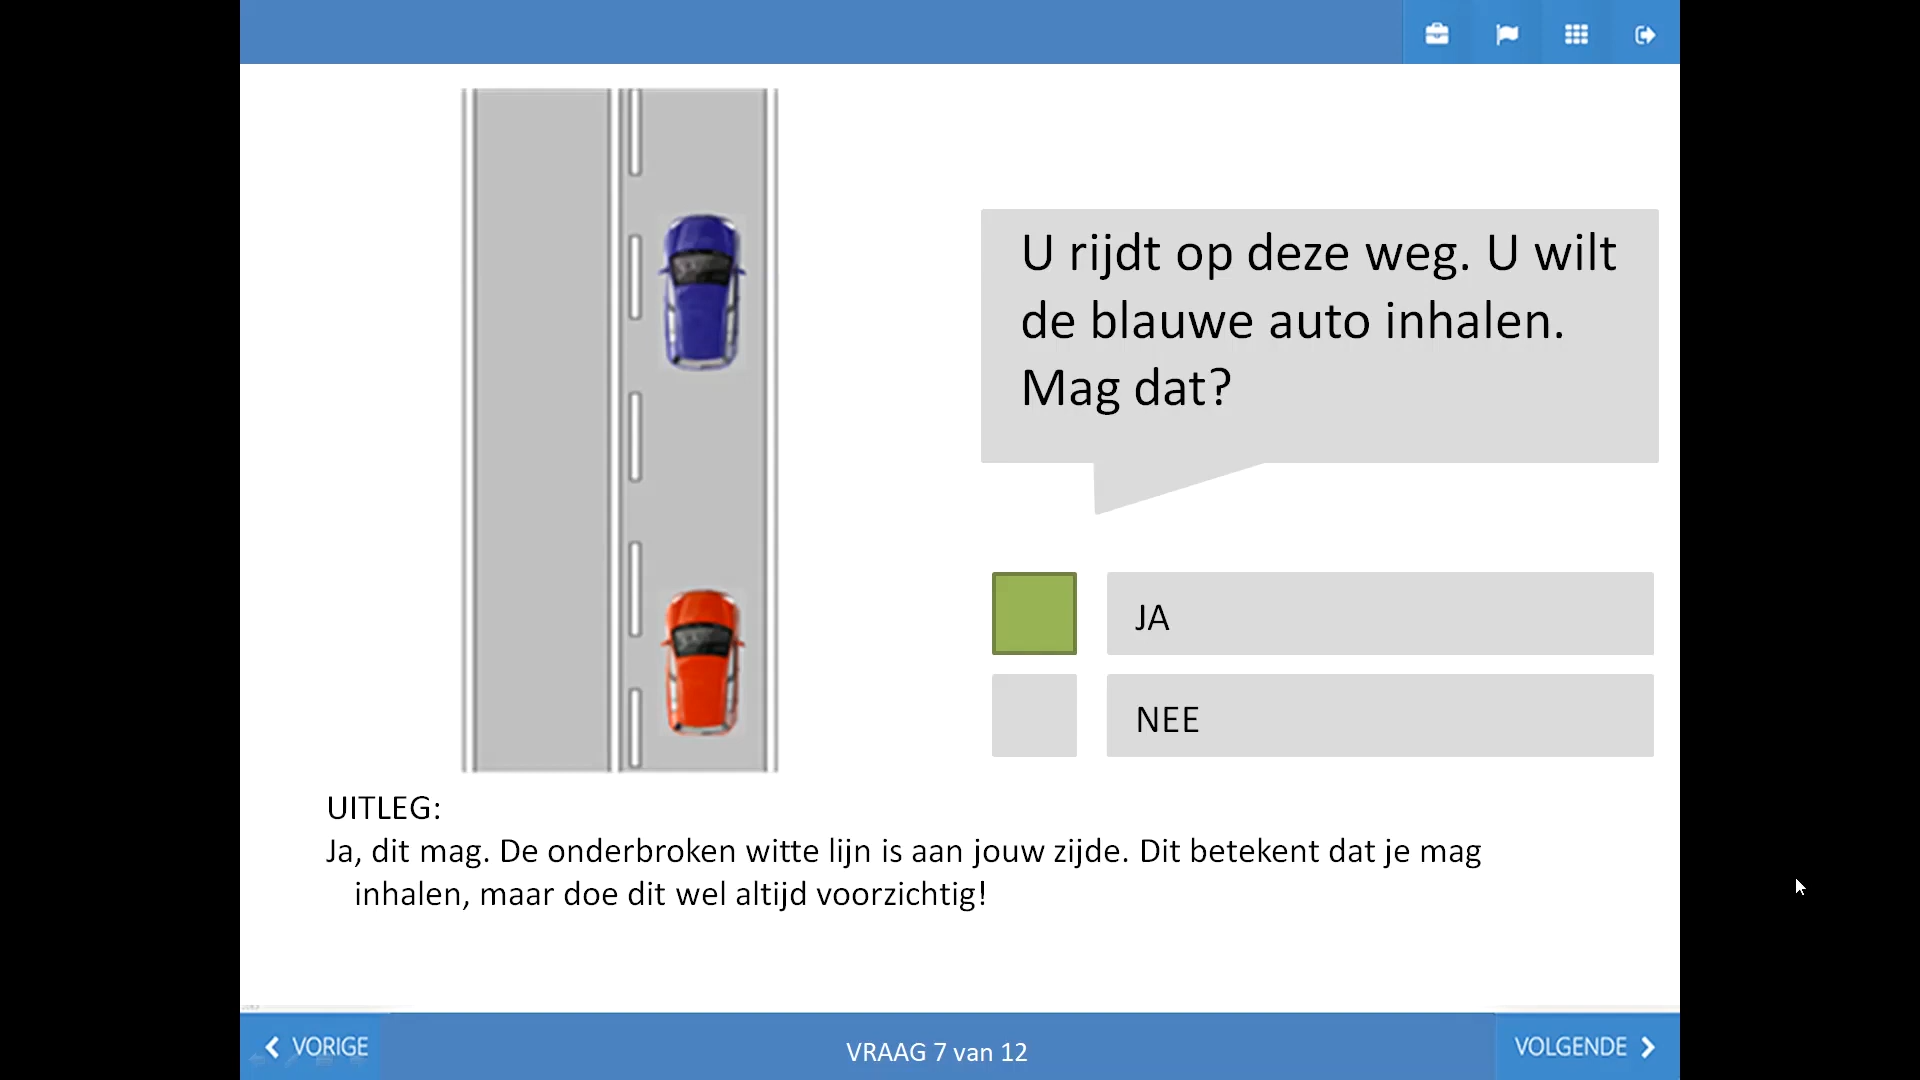 U rijdt op deze weg. U wilt
de blauwe auto inhalen.
Mag dat?
JA
NEE
UITLEG:
Ja, dit mag. De onderbroken witte lijn is aan jouw zijde. Dit betekent dat je mag
inhalen, maar doe dit wel altijd voorzichtig!
VORIGE
VRAAG 7 van 12
VOLGENDE